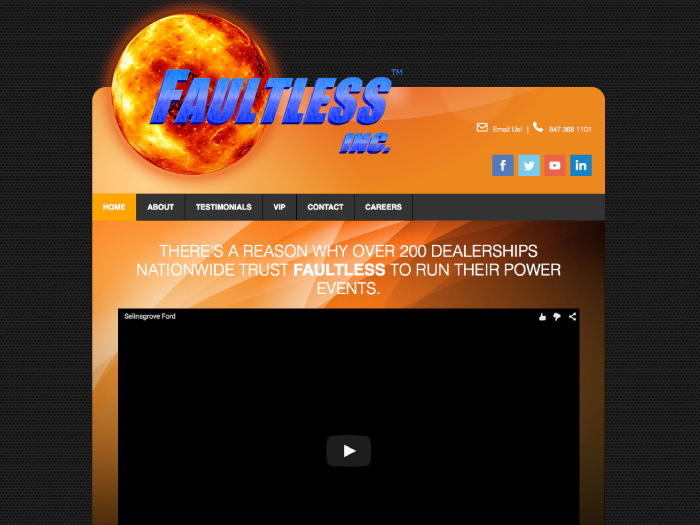 FAULTLESS™
INC.
Email Us! | 847 368 1101
HOME ABOUT TESTIMONIALS VIP CONTACT CAREERS
THERE'S A REASON WHY OVER 200 DEALERSHIPS
NATIONWIDE TRUST FAULTLESS TO RUN THEIR POWER
EVENTS.
Selinsgrove Ford